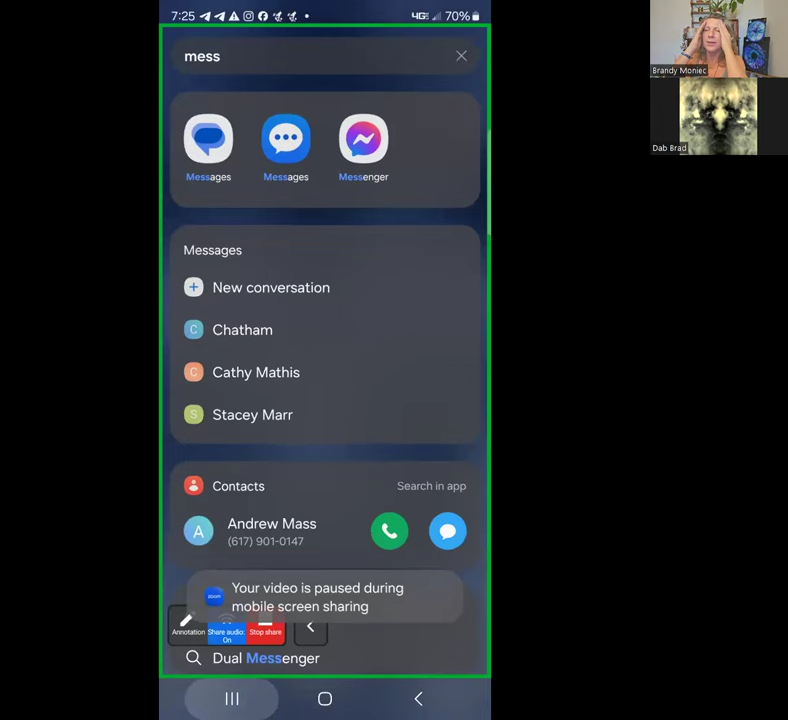 7:25
4GE 70%
mess
Messages
Messages
Messenger
Messages
New conversation
C Chatham
C Cathy Mathis
S Stacey Marr
Contacts
Search in app
A Andrew Mass
(617) 901-0147
zoom
Your video is paused during
mobile screen sharing
Annotation
Share audio:
On
Stop share
Dual Messenger
Brandy Moniec
Dab Brad